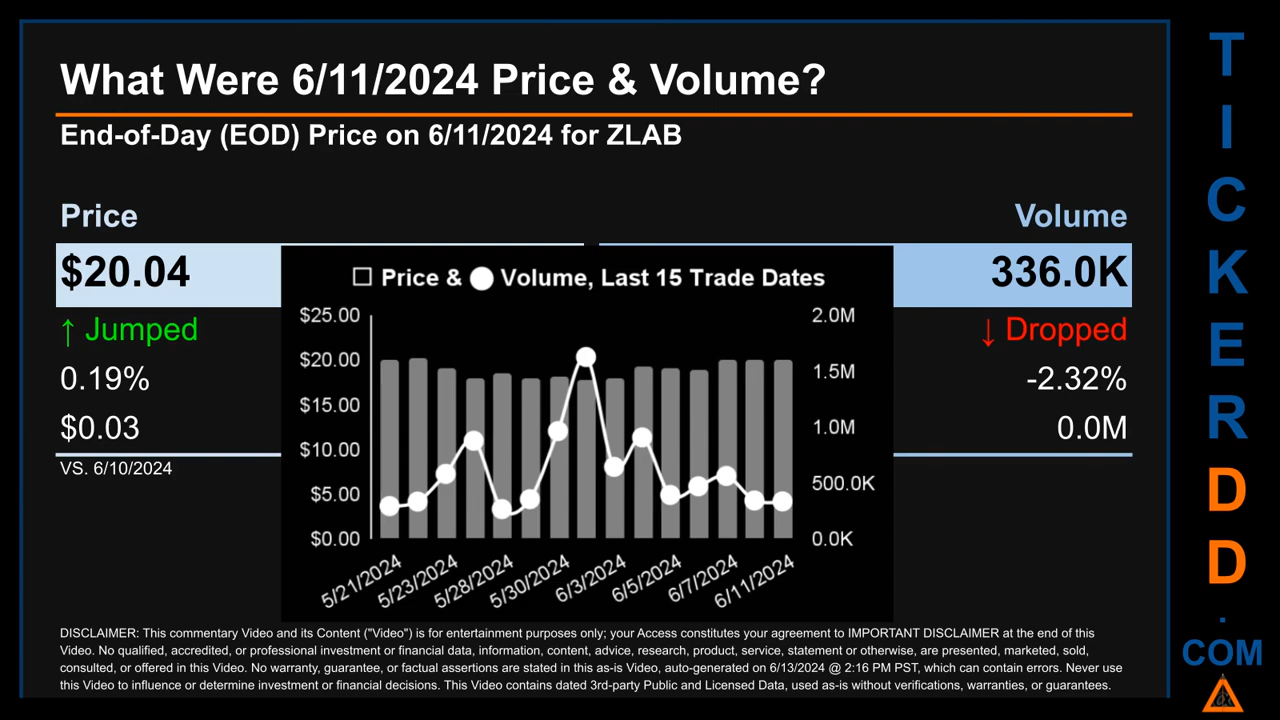 What Were 6/11/2024 Price & Volume?
End-of-Day (EOD) Price on 6/11/2024 for ZLAB
Price
Volume
$20.04
336.0K
↑ Jumped
↓ Dropped
0.19%
-2.32%
$0.03
0.0M
VS. 6/10/2024
Price & Volume, Last 15 Trade Dates
$25.00
$20.00
$15.00
$10.00
$5.00
$0.00
2.0M
1.5M
1.0M
500.0K
0.0K
5/21/2024
5/23/2024
5/28/2024
5/30/2024
6/3/2024
6/5/2024
6/7/2024
6/11/2024
DISCLAIMER: This commentary Video and its Content ("Video") is for entertainment purposes only; your Access constitutes your agreement to IMPORTANT DISCLAIMER at the end of this
Video. No qualified, accredited, or professional investment or financial data, information, content, advice, research, product, service, statement or otherwise, are presented, marketed, sold,
consulted, or offered in this Video. No warranty, guarantee, or factual assertions are stated in this as-is Video, auto-generated on 6/13/2024 @ 2:16 PM PST, which can contain errors. Never use
this Video to influence or determine investment or financial decisions. This Video contains dated 3rd-party Public and Licensed Data, used as-is without verifications, warranties, or guarantees.
TICKERDD
.
COM